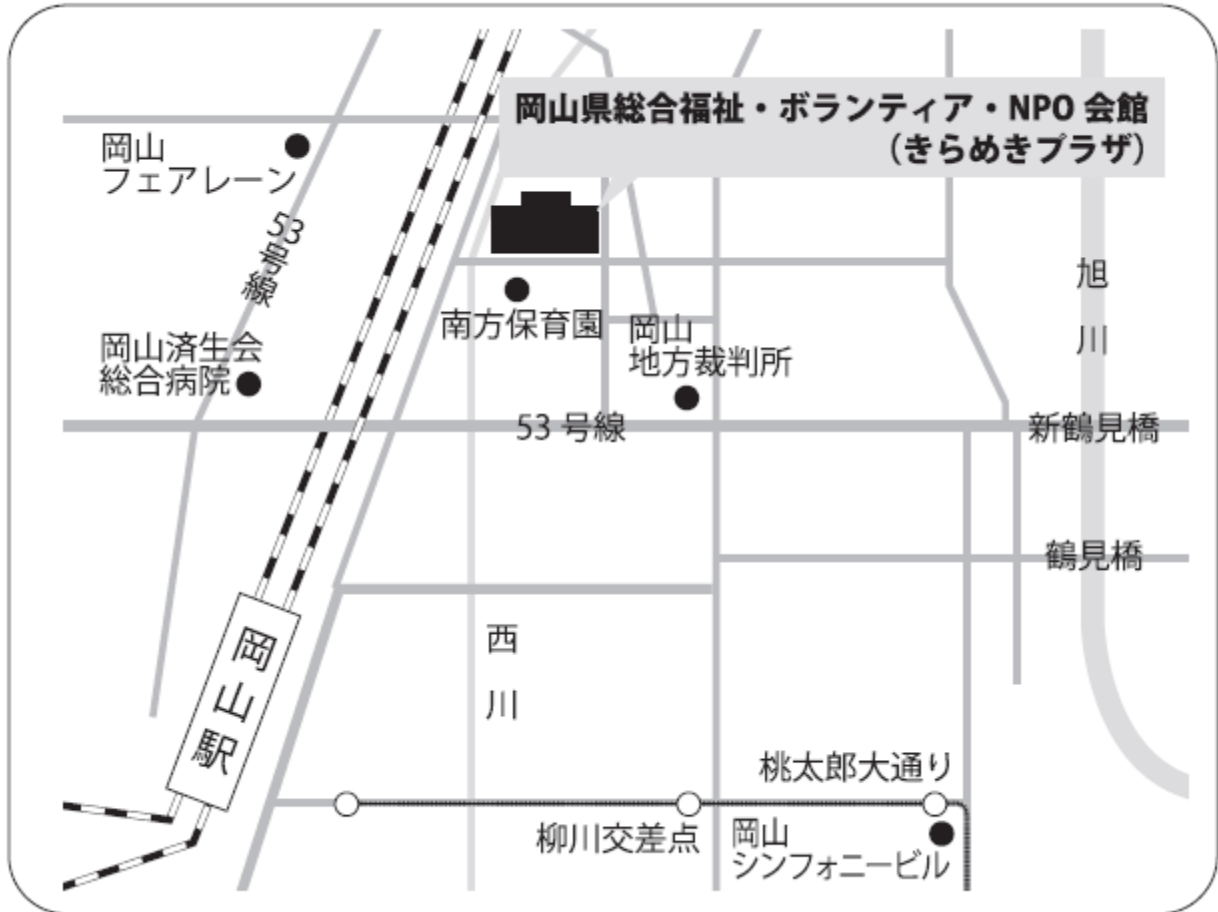 岡山県総合福祉・ボランティア・NPO 会館
（きらめきプラザ）
岡山
フェアレーン
53号線
旭川
南方保育園
岡山
地方裁判所
岡山済生会
総合病院
53 号線
新鶴見橋
鶴見橋
西川
岡山駅
桃太郎大通り
柳川交差点
岡山
シンフォニービル